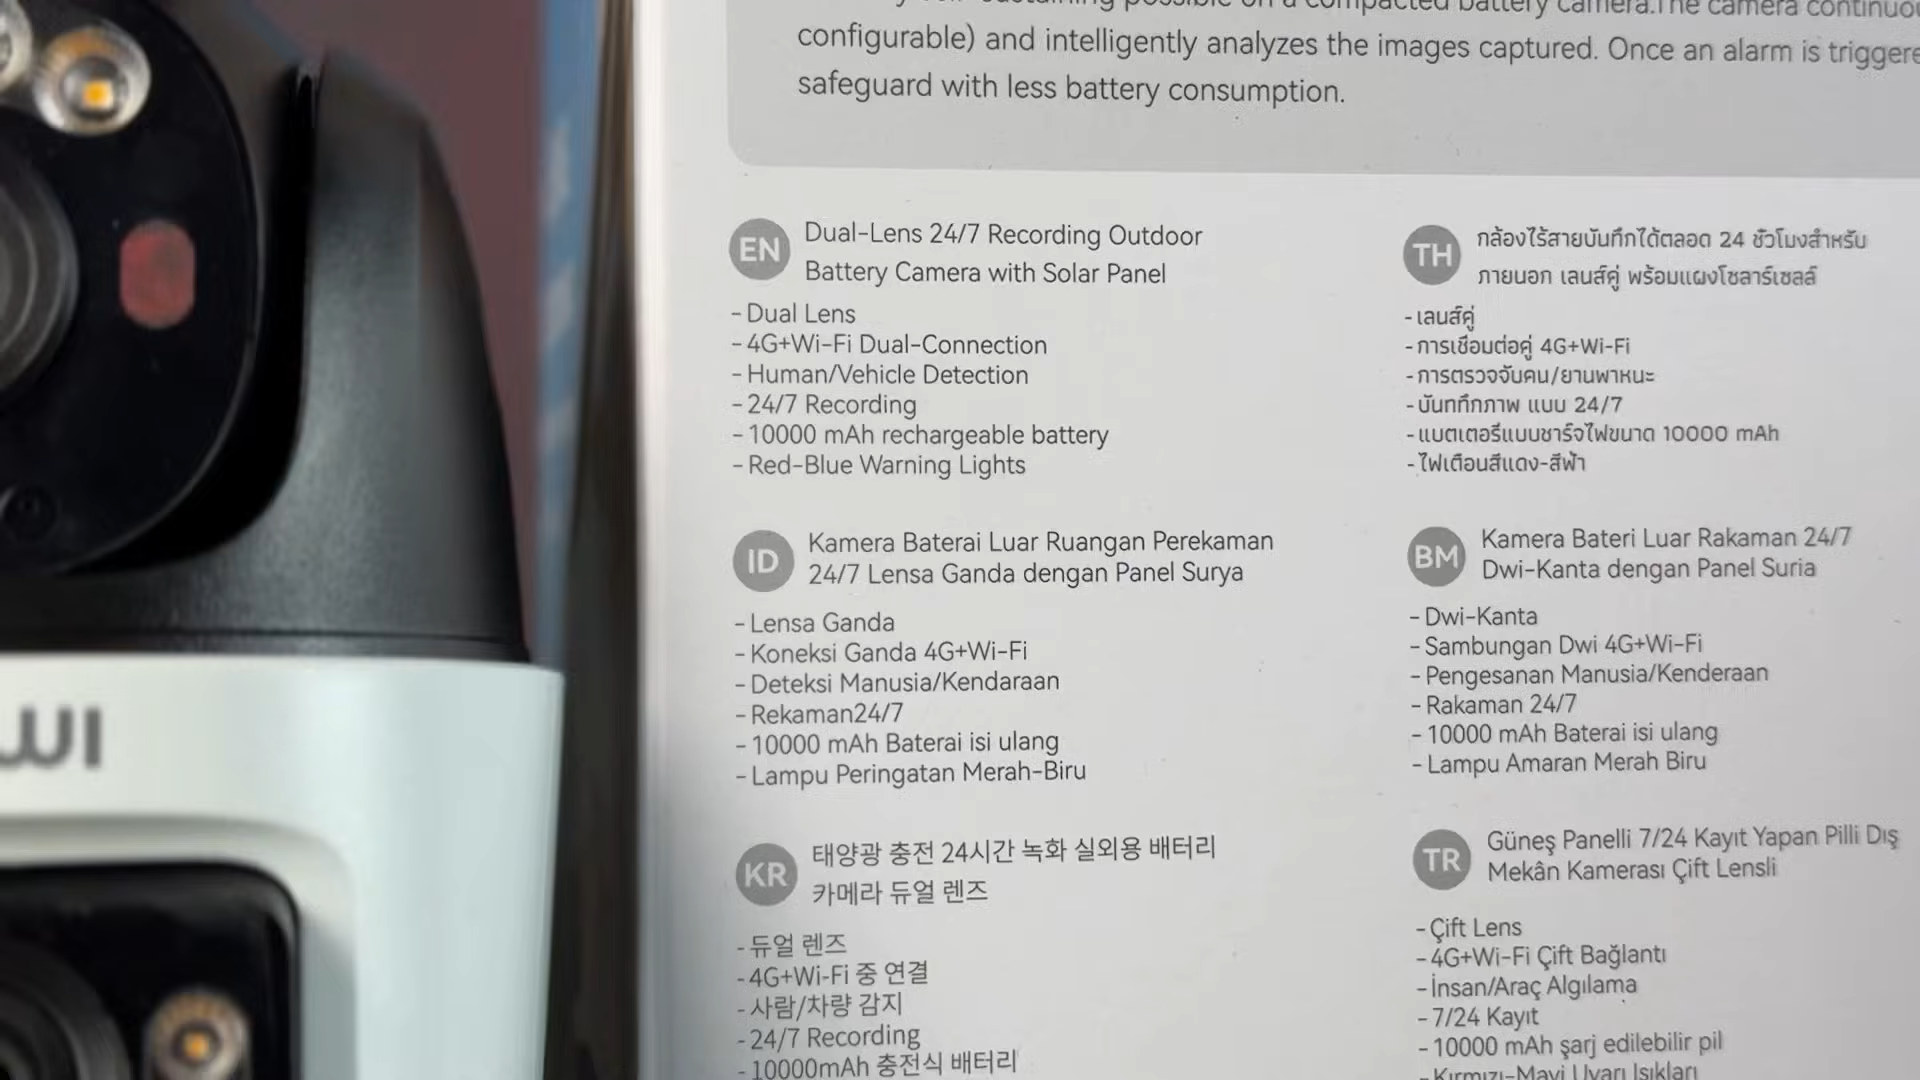 sustaining possible on a compacted battery camera.The camera
configurable) and intelligently analyzes the images captured. Once an alarm is
safeguard with less battery consumption.
EN
Dual-Lens 24/7 Recording Outdoor
Battery Camera with Solar Panel
- Dual Lens
- 4G+Wi-Fi Dual-Connection
- Human/Vehicle Detection
- 24/7 Recording
- 10000 mAh rechargeable battery
- Red-Blue Warning Lights
TH
กล้องไร้สายบันทึกได้ตลอด 24 ชั่วโมงสำหรับ
ภายนอก เลนส์คู่ พร้อมแผงโซลาร์เซลล์
- เลนส์คู่
- การเชื่อมต่อคู่ 4G+Wi-Fi
- การตรวจจับคน/ยานพาหนะ
- บันททึกภาพ แบบ 24/7
- แบตเตอรีแบบชาร์จไฟขนาด 10000 mAh
- ไฟเตือนสีแดง-สีฟ้า
ID
Kamera Baterai Luar Ruangan Perekaman
24/7 Lensa Ganda dengan Panel Surya
- Lensa Ganda
- Koneksi Ganda 4G+Wi-Fi
- Deteksi Manusia/Kendaraan
- Rekaman24/7
- 10000 mAh Baterai isi ulang
- Lampu Peringatan Merah-Biru
BM
Kamera Bateri Luar Rakaman 24/7
Dwi-Kanta dengan Panel Suria
- Dwi-Kanta
- Sambungan Dwi 4G+Wi-Fi
- Pengesanan Manusia/Kenderaan
- Rakaman 24/7
- 10000 mAh Baterai isi ulang
- Lampu Amaran Merah Biru
KR
태양광 충전 24시간 녹화 실외용 배터리
카메라 듀얼 렌즈
- 듀얼 렌즈
- 4G+Wi-Fi 중 연결
- 사람/차량 감지
- 24/7 Recording
- 10000mAh 충전식 배터리
TR
Güneş Panelli 7/24 Kayıt Yapan Pilli Dış
Mekân Kamerası Çift Lensli
- Çift Lens
- 4G+Wi-Fi Çift Bağlantı
- İnsan/Araç Algılama
- 7/24 Kayıt
- 10000 mAh şarj edilebilir pil
- Kırmızı-Mavi Uyarı Işıkları